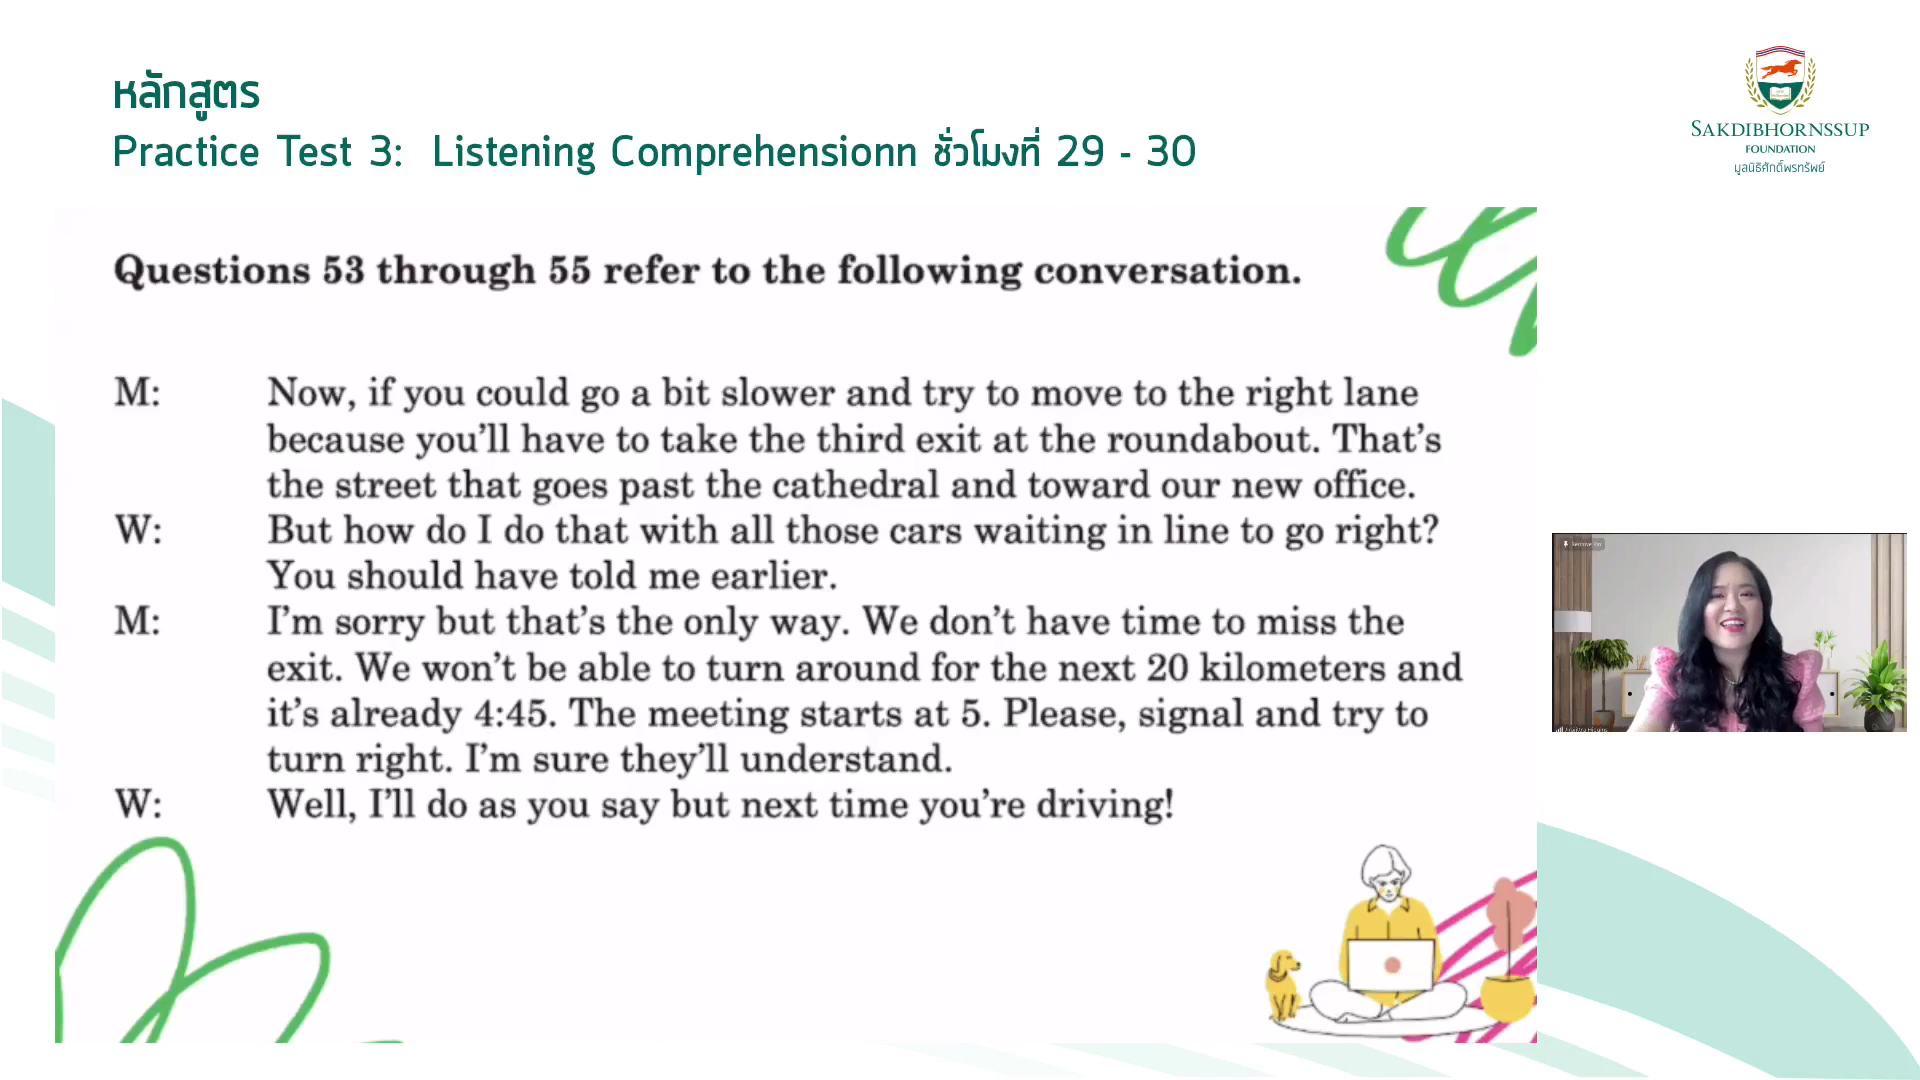 หลักสูตร
Practice Test 3: Listening Comprehensionn ชั่วโมงที่ 29 - 30
SAKDIBHORNSSUP
FOUNDATION
มูลนิธิศักดิ์พรทรัพย์
Questions 53 through 55 refer to the following conversation.
M: Now, if you could go a bit slower and try to move to the right lane
because you’ll have to take the third exit at the roundabout. That’s
the street that goes past the cathedral and toward our new office.
W: But how do I do that with all those cars waiting in line to go right?
You should have told me earlier.
M: I’m sorry but that’s the only way. We don’t have time to miss the
exit. We won’t be able to turn around for the next 20 kilometers and
it’s already 4:45. The meeting starts at 5. Please, signal and try to
turn right. I’m sure they’ll understand.
W: Well, I’ll do as you say but next time you’re driving!